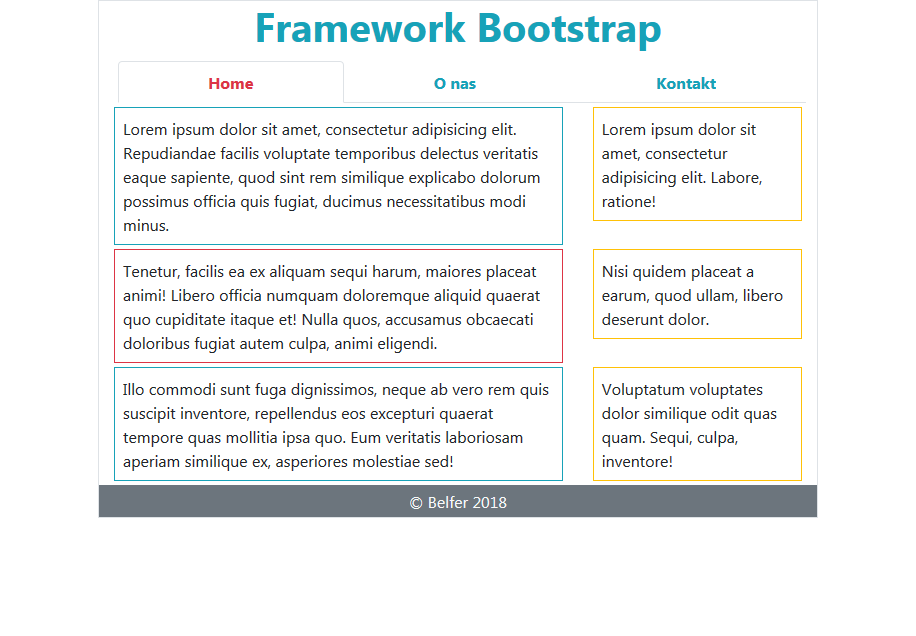 Framework Bootstrap
Home
O nas
Kontakt
Lorem ipsum dolor sit amet, consectetur adipisicing elit.
Repudiandae facilis voluptate temporibus delectus veritatis
eaque sapiente, quod sint rem similique explicabo dolorum
possimus officia quis fugiat, ducimus necessitatibus modi
minus.
Lorem ipsum dolor sit
amet, consectetur
adipisicing elit. Labore,
ratione!
Tenetur, facilis ea ex aliquam sequi harum, maiores placeat
animi! Libero officia numquam doloremque aliquid quaerat
quo cupiditate itaque et! Nulla quos, accusamus obcaecati
doloribus fugiat autem culpa, animi eligendi.
Nisi quidem placeat a
earum, quod ullam, libero
deserunt dolor.
Illo commodi sunt fuga dignissimos, neque ab vero rem quis
suscipit inventore, repellendus eos excepturi quaerat
tempore quas mollitia ipsa quo. Eum veritatis laboriosam
aperiam similique ex, asperiores molestiae sed!
Voluptatum voluptates
dolor similique odit quas
quam. Sequi, culpa,
inventore!
© Belfer 2018